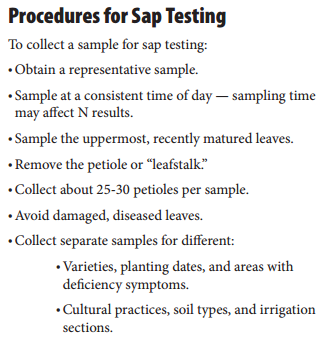 Procedures for Sap Testing
To collect a sample for sap testing:
• Obtain a representative sample.
• Sample at a consistent time of day — sampling time
may affect N results.
• Sample the uppermost, recently matured leaves.
• Remove the petiole or “leafstalk.”
• Collect about 25-30 petioles per sample.
• Avoid damaged, diseased leaves.
• Collect separate samples for different:
• Varieties, planting dates, and areas with
deficiency symptoms.
• Cultural practices, soil types, and irrigation
sections.